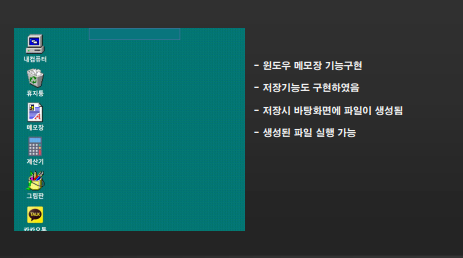 내컴퓨터
휴지통
메모장
계산기
그림판
TALK
카카오톡
- 윈도우 메모장 기능구현
- 저장기능도 구현하였음
- 저장시 바탕화면에 파일이 생성됨
- 생성된 파일 실행 가능